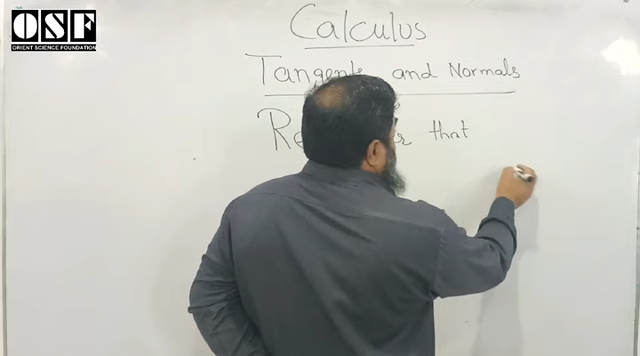 OSF
ORIENT SCIENCE FOUNDATION
Calculus
Tangents and Normals
that